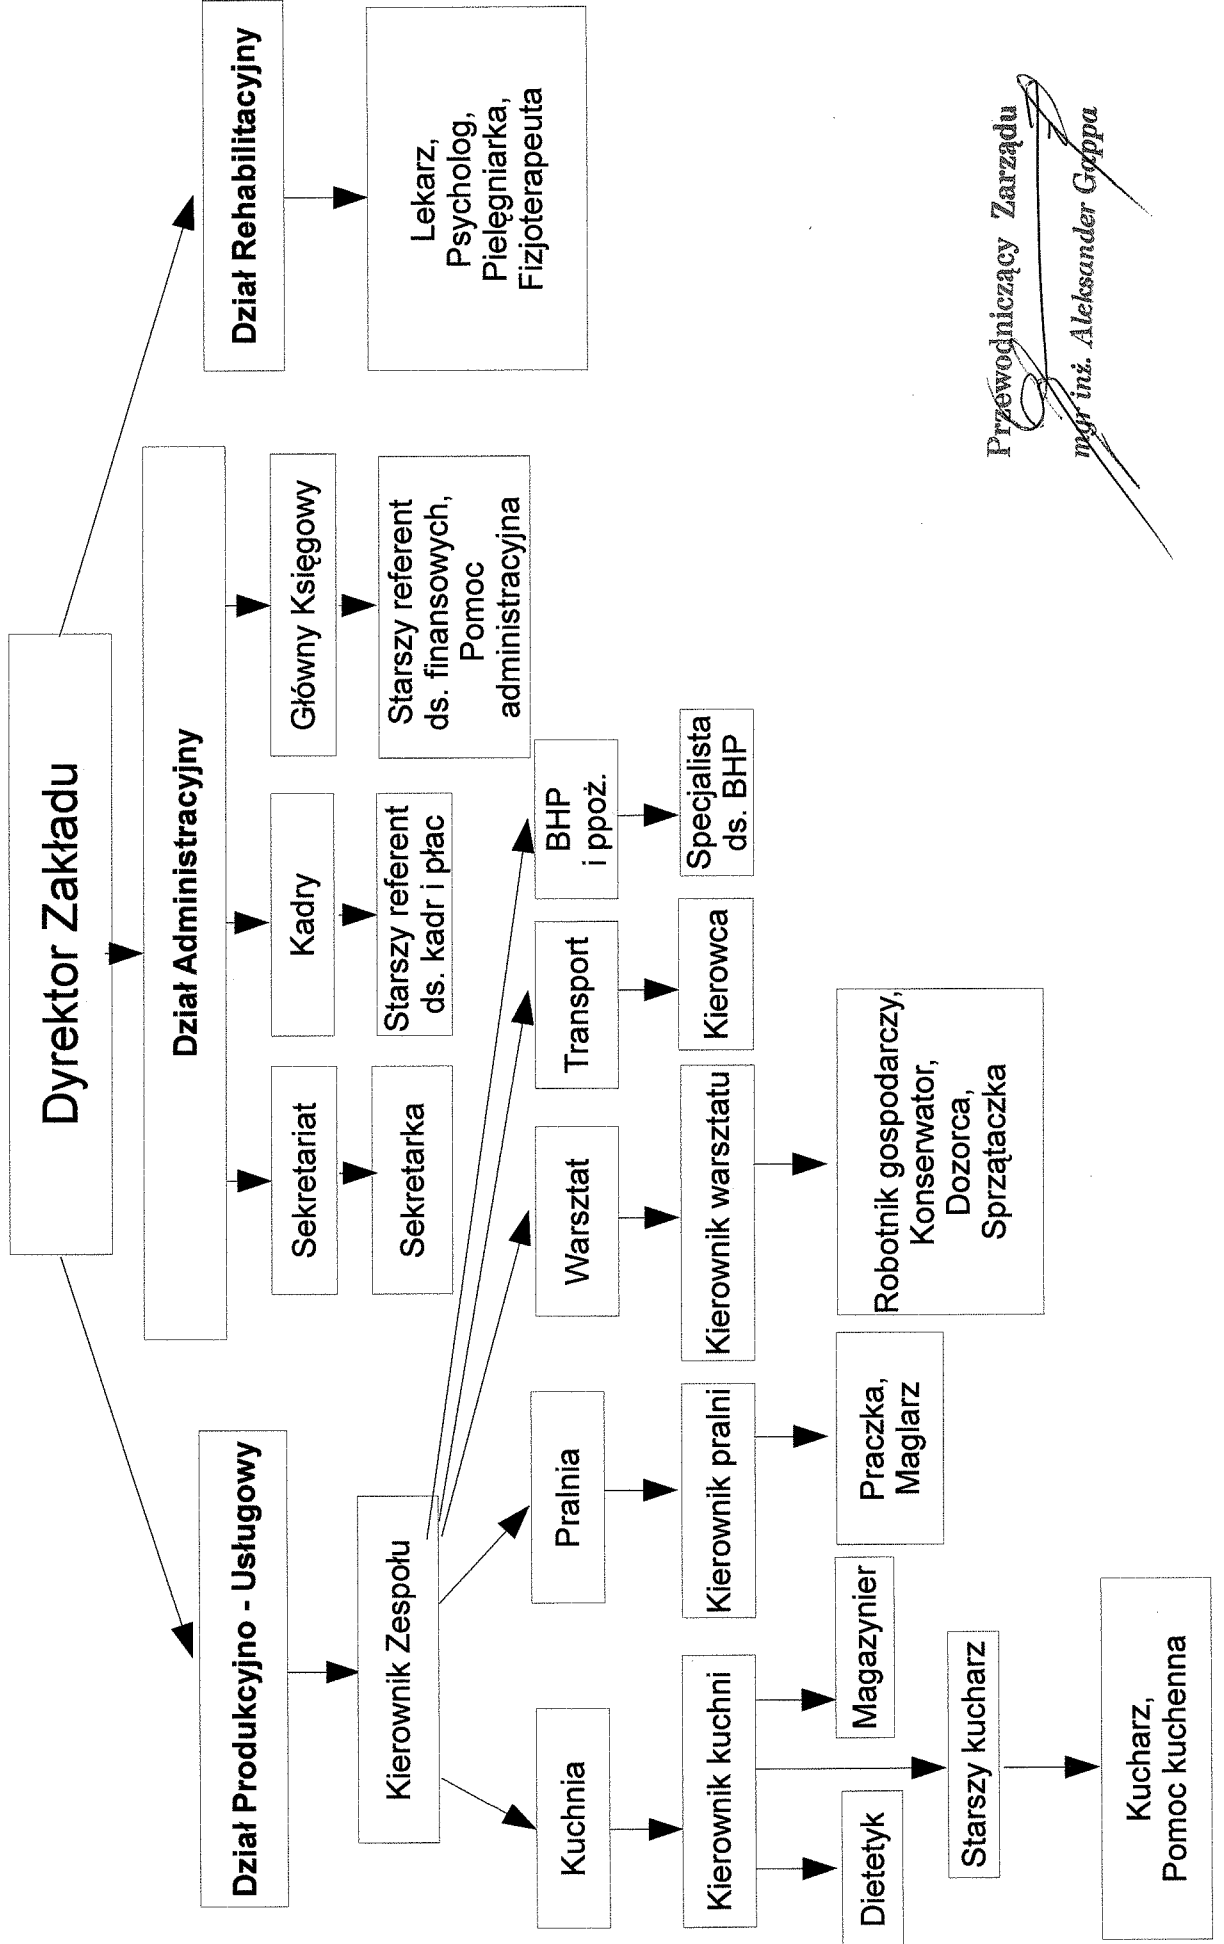 Dyrektor Zakładu
Dział Produkcyjno - Usługowy
Dział Administracyjny
Dział Rehabilitacyjny
Kierownik Zespołu
Sekretariat
Kadry
Główny Księgowy
Lekarz,
Psycholog,
Pielęgniarka,
Fizjoterapeuta
Sekretarka
Starszy referent
ds. kadr i płac
Starszy referent
ds. finansowych,
Pomoc
administracyjna
Kuchnia
Pralnia
Warsztat
Transport
BHP
i ppoż.
Kierownik kuchni
Kierownik pralni
Kierownik warsztatu
Kierowca
Specjalista
ds. BHP
Dietetyk
Magazynier
Praczka,
Maglarz
Robotnik gospodarczy,
Konserwator,
Dozorca,
Sprzątaczka
Starszy kucharz
Kucharz,
Pomoc kuchenna
Przewodniczący Zarządu
mgr inż. Aleksander Gappa